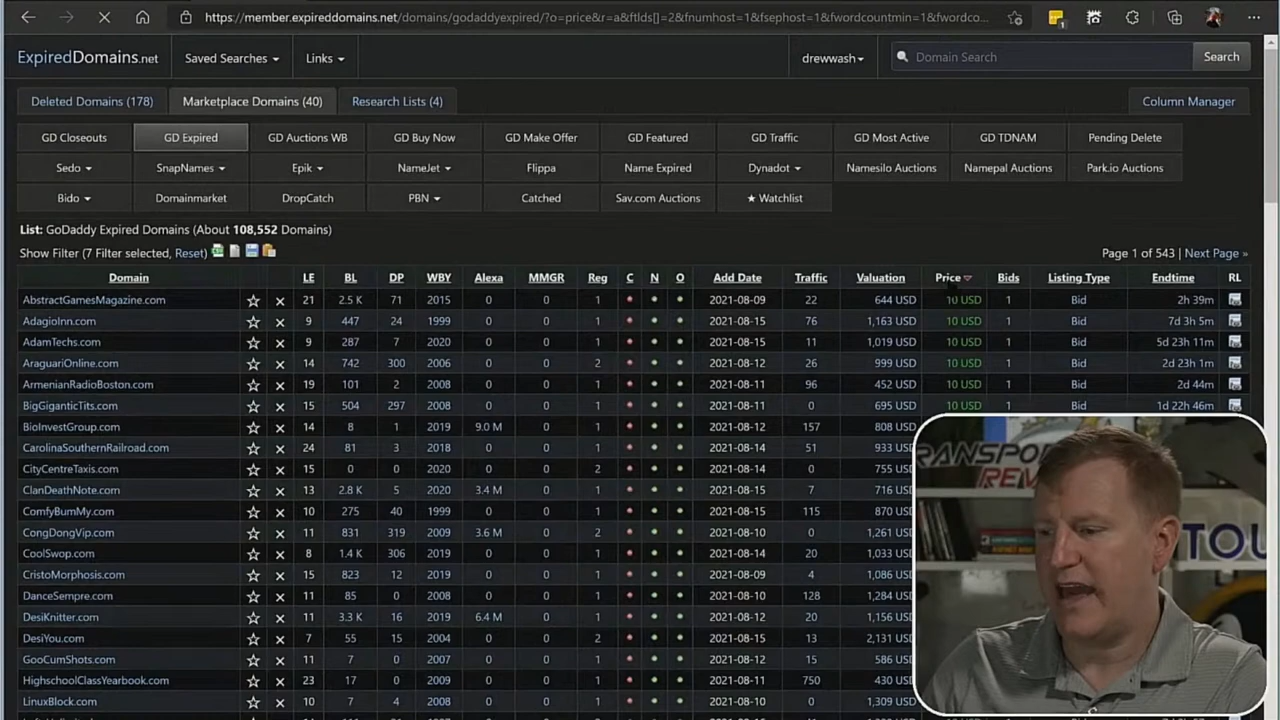 https://member.expireddomains.net/domains/godaddyexpired/?o=price&r=a&ftlds[]=2&fnumhost=1&fsephost=1&fwordcountmin=1&fwordco...
1
ExpiredDomains.net Saved Searches Links drewwash Domain Search Search
Deleted Domains (178) Marketplace Domains (40) Research Lists (4) Column Manager
GD Closeouts GD Expired GD Auctions WB GD Buy Now GD Make Offer GD Featured GD Traffic GD Most Active GD TDNAM Pending Delete
Sedo SnapNames Epik NameJet Flippa Name Expired Dynadot Namesilo Auctions Namepal Auctions Park.io Auctions
Bido Domainmarket DropCatch PBN Catched Sav.com Auctions ★ Watchlist
List: GoDaddy Expired Domains (About 108,552 Domains)
Show Filter (7 Filter selected, Reset) Page 1 of 543 | Next Page »
Domain LE BL DP WBY Alexa MMGR Reg C N O Add Date Traffic Valuation Price Bids Listing Type Endtime RL
AbstractGamesMagazine.com 21 2.5 K 71 2015 0 0 1 2021-08-09 22 644 USD 10 USD 1 Bid 2h 39m
AdagioInn.com 9 447 24 1999 0 0 1 2021-08-15 76 1,163 USD 10 USD 1 Bid 7d 3h 5m
AdamTechs.com 9 287 7 2020 0 0 1 2021-08-15 11 1,019 USD 10 USD 1 Bid 5d 23h 11m
AraguariOnline.com 14 742 300 2006 0 0 2 2021-08-12 26 999 USD 10 USD 1 Bid 2d 23h 1m
ArmenianRadioBoston.com 19 101 2 2008 0 0 1 2021-08-11 96 452 USD 10 USD 1 Bid 2d 44m
BigGiganticTits.com 15 504 297 2008 0 0 1 2021-08-11 0 695 USD 10 USD 1 Bid 1d 22h 46m
BioInvestGroup.com 14 8 1 2019 9.0 M 0 1 2021-08-12 157 808 USD
CarolinaSouthernRailroad.com 24 81 3 2018 0 0 1 2021-08-14 51 933 USD
CityCentreTaxis.com 15 0 0 2020 0 0 2 2021-08-14 0 755 USD
ClanDeathNote.com 13 2.8 K 5 2020 3.4 M 0 1 2021-08-15 7 716 USD
ComfyBumMy.com 10 275 40 1999 0 0 1 2021-08-15 115 870 USD
CongDongVip.com 11 831 319 2009 3.6 M 0 2 2021-08-10 0 1,261 USD
CoolSwop.com 8 1.4 K 306 2019 0 0 1 2021-08-14 20 1,033 USD
CristoMorphosis.com 15 823 12 2019 0 0 1 2021-08-09 4 1,086 USD
DanceSempre.com 11 85 0 2008 0 0 1 2021-08-12 128 1,284 USD
DesiKnitter.com 11 3.3 K 16 2019 6.4 M 0 1 2021-08-12 20 1,156 USD
DesiYou.com 7 55 15 2004 0 0 2 2021-08-15 13 2,131 USD
GooCumShots.com 11 7 0 2007 0 0 1 2021-08-12 15 586 USD
HighschoolClassYearbook.com 23 17 0 2009 0 0 1 2021-08-11 750 430 USD
LinuxBlock.com 10 7 4 2008 0 0 1 2021-08-10 0 1,309 USD
TOU